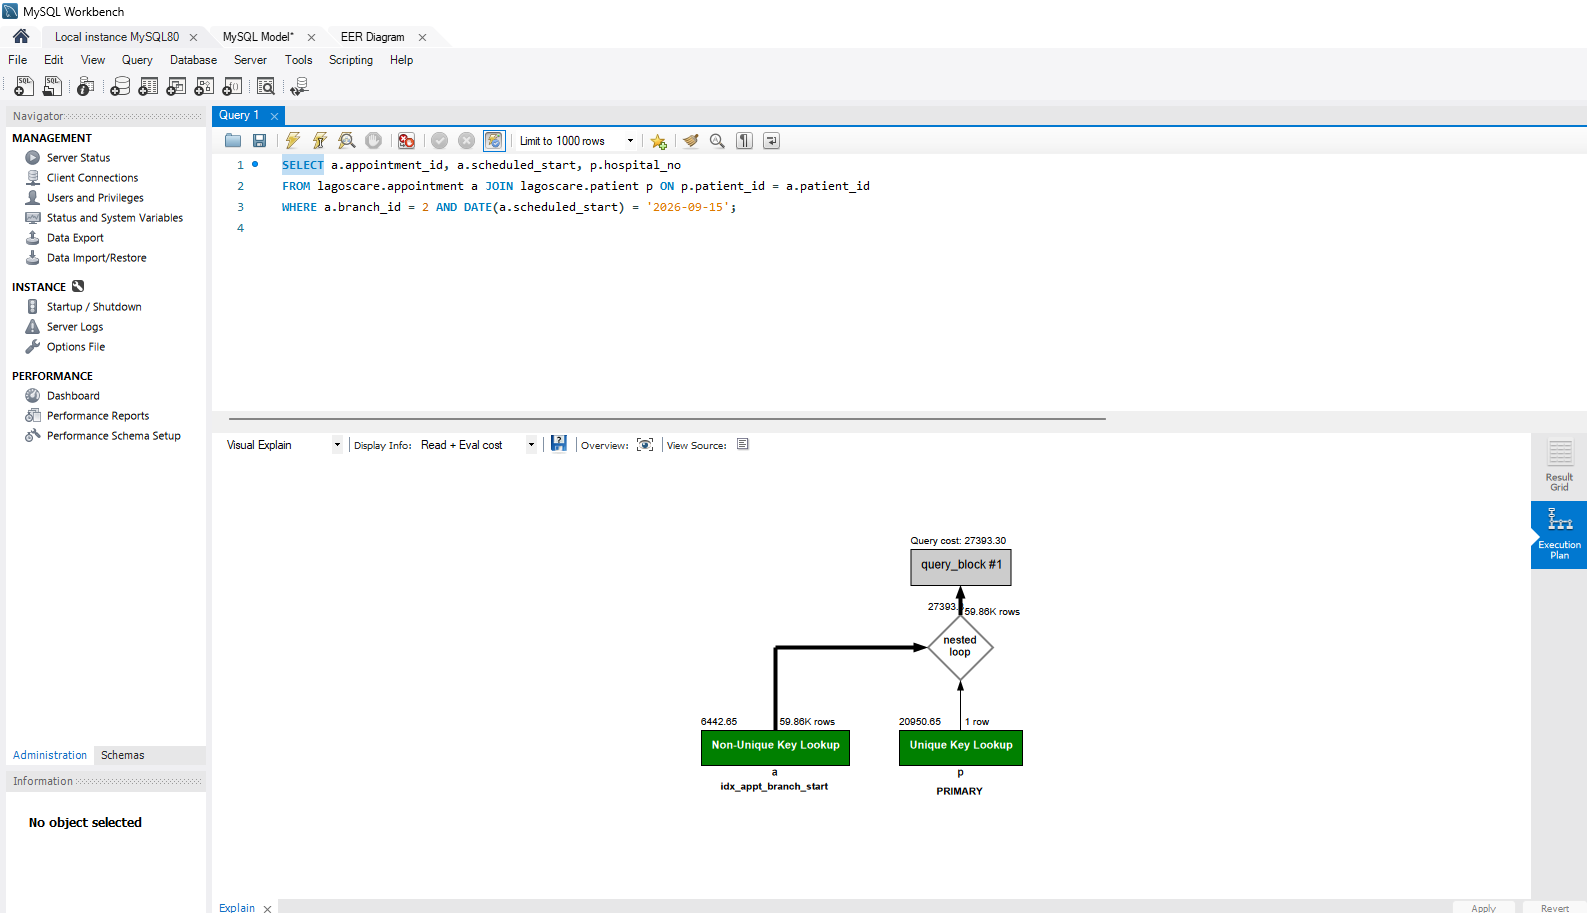 MySQL Workbench
Local instance MySQL80
MySQL Model*
EER Diagram
File Edit View Query Database Server Tools Scripting Help
Navigator
MANAGEMENT
Server Status
Client Connections
Users and Privileges
Status and System Variables
Data Export
Data Import/Restore
INSTANCE
Startup / Shutdown
Server Logs
Options File
PERFORMANCE
Dashboard
Performance Reports
Performance Schema Setup
Administration Schemas
Information
No object selected
Query 1
Limit to 1000 rows
1 SELECT a.appointment_id, a.scheduled_start, p.hospital_no
2 FROM lagoscare.appointment a JOIN lagoscare.patient p ON p.patient_id = a.patient_id
3 WHERE a.branch_id = 2 AND DATE(a.scheduled_start) = '2026-09-15';
4
Visual Explain Display Info: Read + Eval cost Overview: View Source:
Query cost: 27393.30
query_block #1
27393. 59.86K rows
nested
loop
6442.65 59.86K rows
Non-Unique Key Lookup
a
idx_appt_branch_start
20950.65 1 row
Unique Key Lookup
p
PRIMARY
Result
Grid
Execution
Plan
Explain
Apply Revert